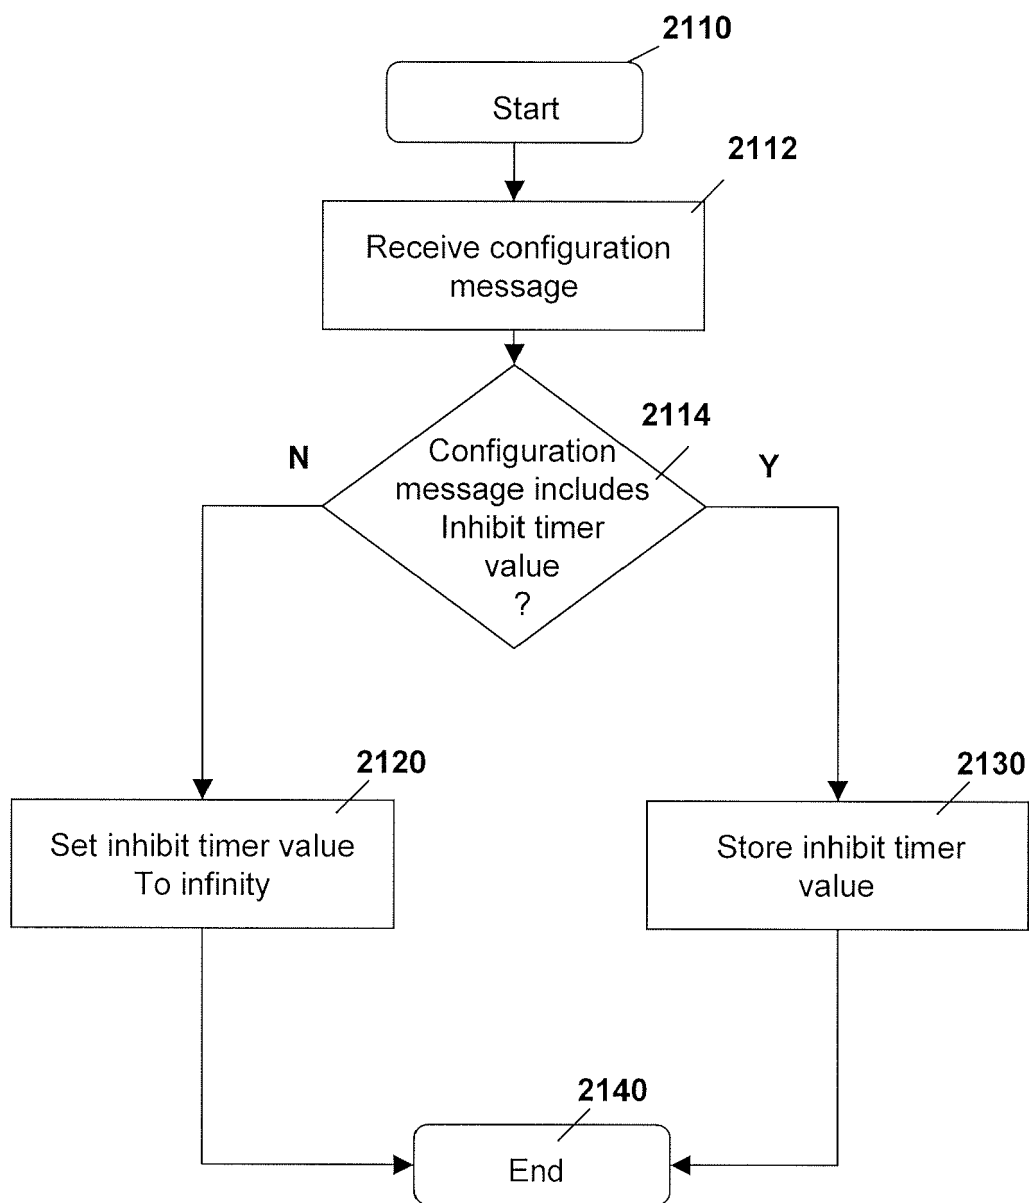 2110
Start
2112
Receive configuration
message
2114
N
Configuration
message includes
Inhibit timer
value
?
Y
2120
2130
Set inhibit timer value
To infinity
Store inhibit timer
value
2140
End